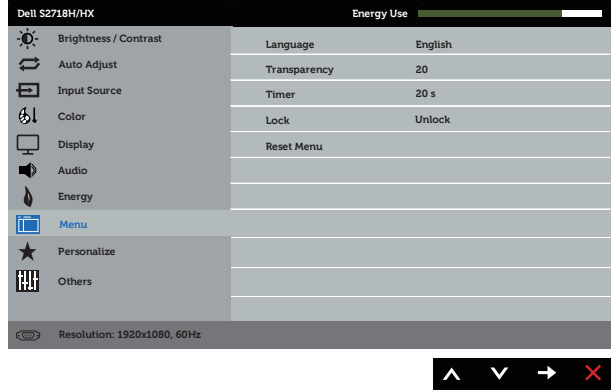 Dell S2718H/HX Energy Use
Brightness / Contrast
Auto Adjust
Input Source
Color
Display
Audio
Energy
Menu
Personalize
Others
Language English
Transparency 20
Timer 20 s
Lock Unlock
Reset Menu
Resolution: 1920x1080, 60Hz